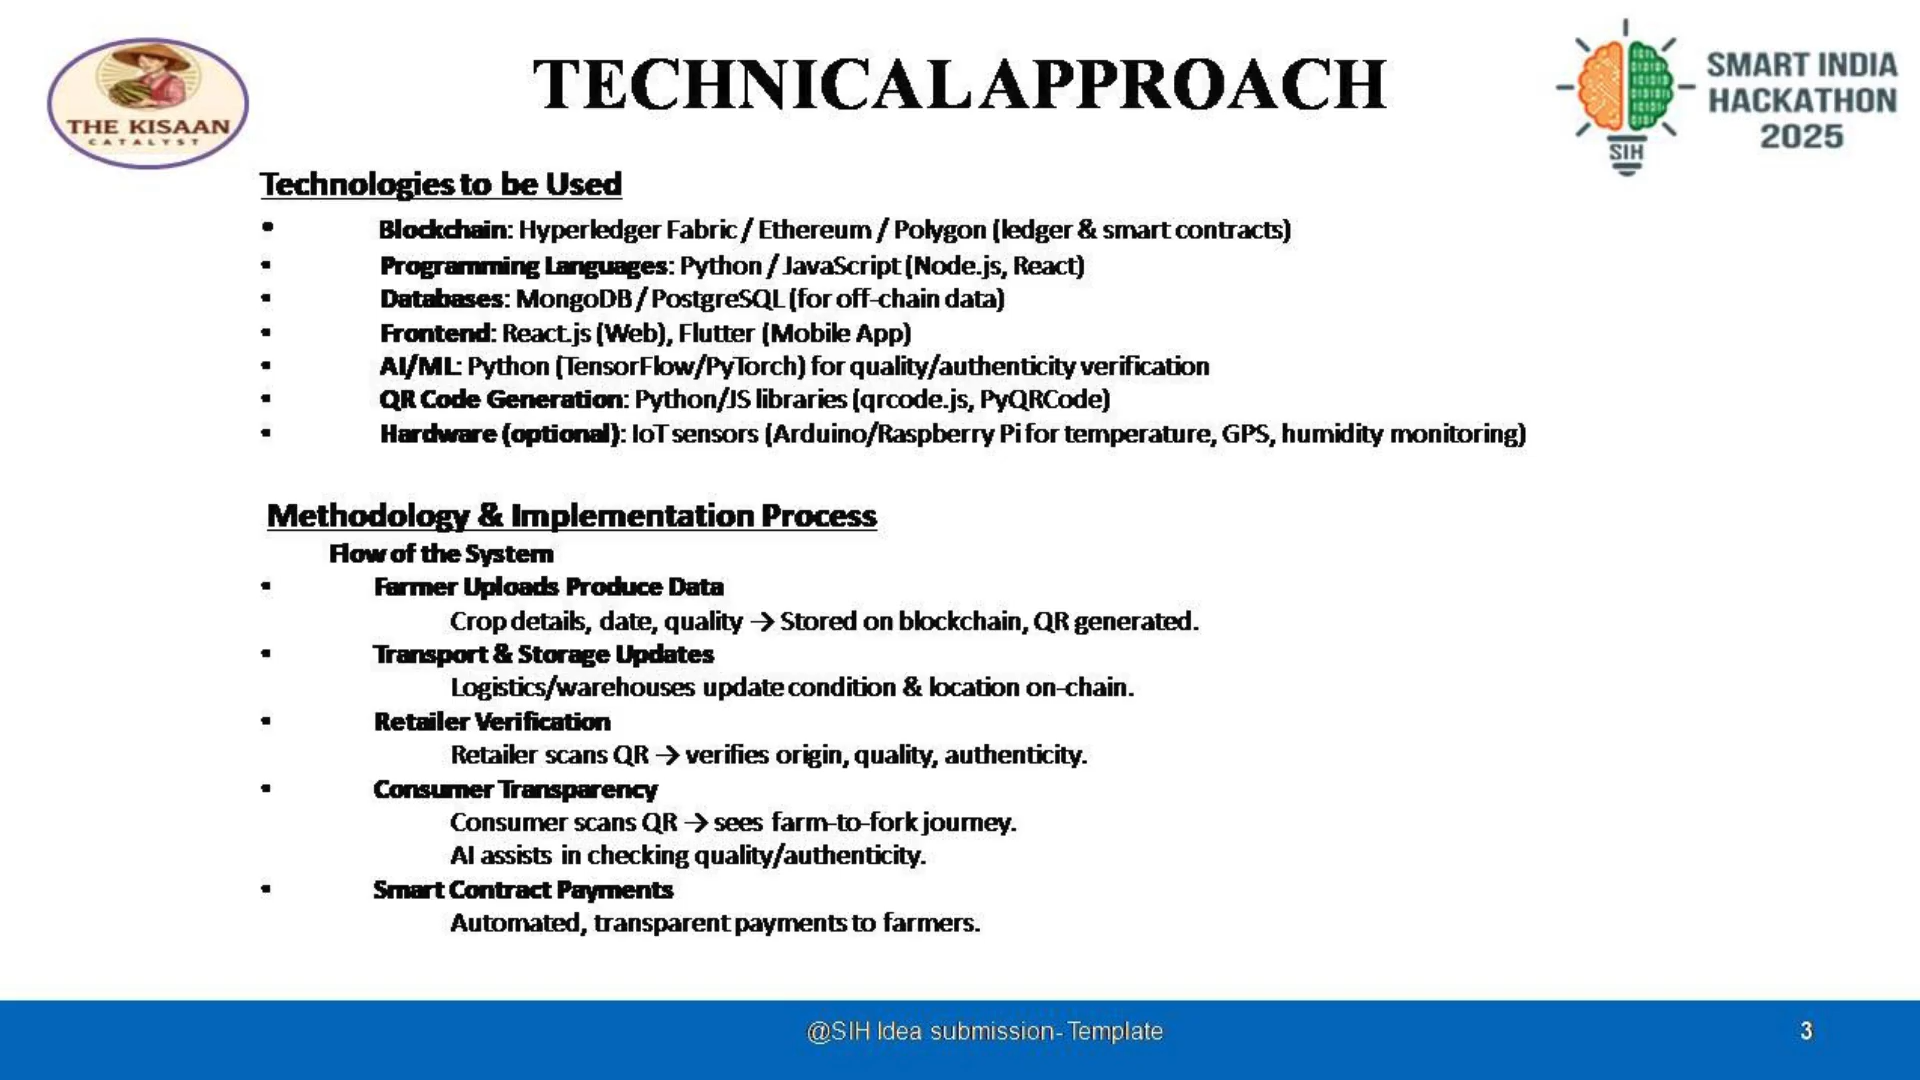 THE KISAAN
CATALYST
TECHNICAL APPROACH
SMART INDIA
HACKATHON
2025
SIH
Technologies to be Used
• Blockchain: Hyperledger Fabric / Ethereum / Polygon (ledger & smart contracts)
▪ Programming Languages: Python / JavaScript (Node.js, React)
▪ Databases: MongoDB / PostgreSQL (for off-chain data)
▪ Frontend: React.js (Web), Flutter (Mobile App)
▪ AI/ML: Python (TensorFlow/PyTorch) for quality/authenticity verification
▪ QR Code Generation: Python/JS libraries (qrcode.js, PyQRCode)
▪ Hardware (optional): IoT sensors (Arduino/Raspberry Pi for temperature, GPS, humidity monitoring)
Methodology & Implementation Process
Flow of the System
▪ Farmer Uploads Produce Data
Crop details, date, quality → Stored on blockchain, QR generated.
▪ Transport & Storage Updates
Logistics/warehouses update condition & location on-chain.
▪ Retailer Verification
Retailer scans QR → verifies origin, quality, authenticity.
▪ Consumer Transparency
Consumer scans QR → sees farm-to-fork journey.
AI assists in checking quality/authenticity.
▪ Smart Contract Payments
Automated, transparent payments to farmers.
@SIH Idea submission- Template
3